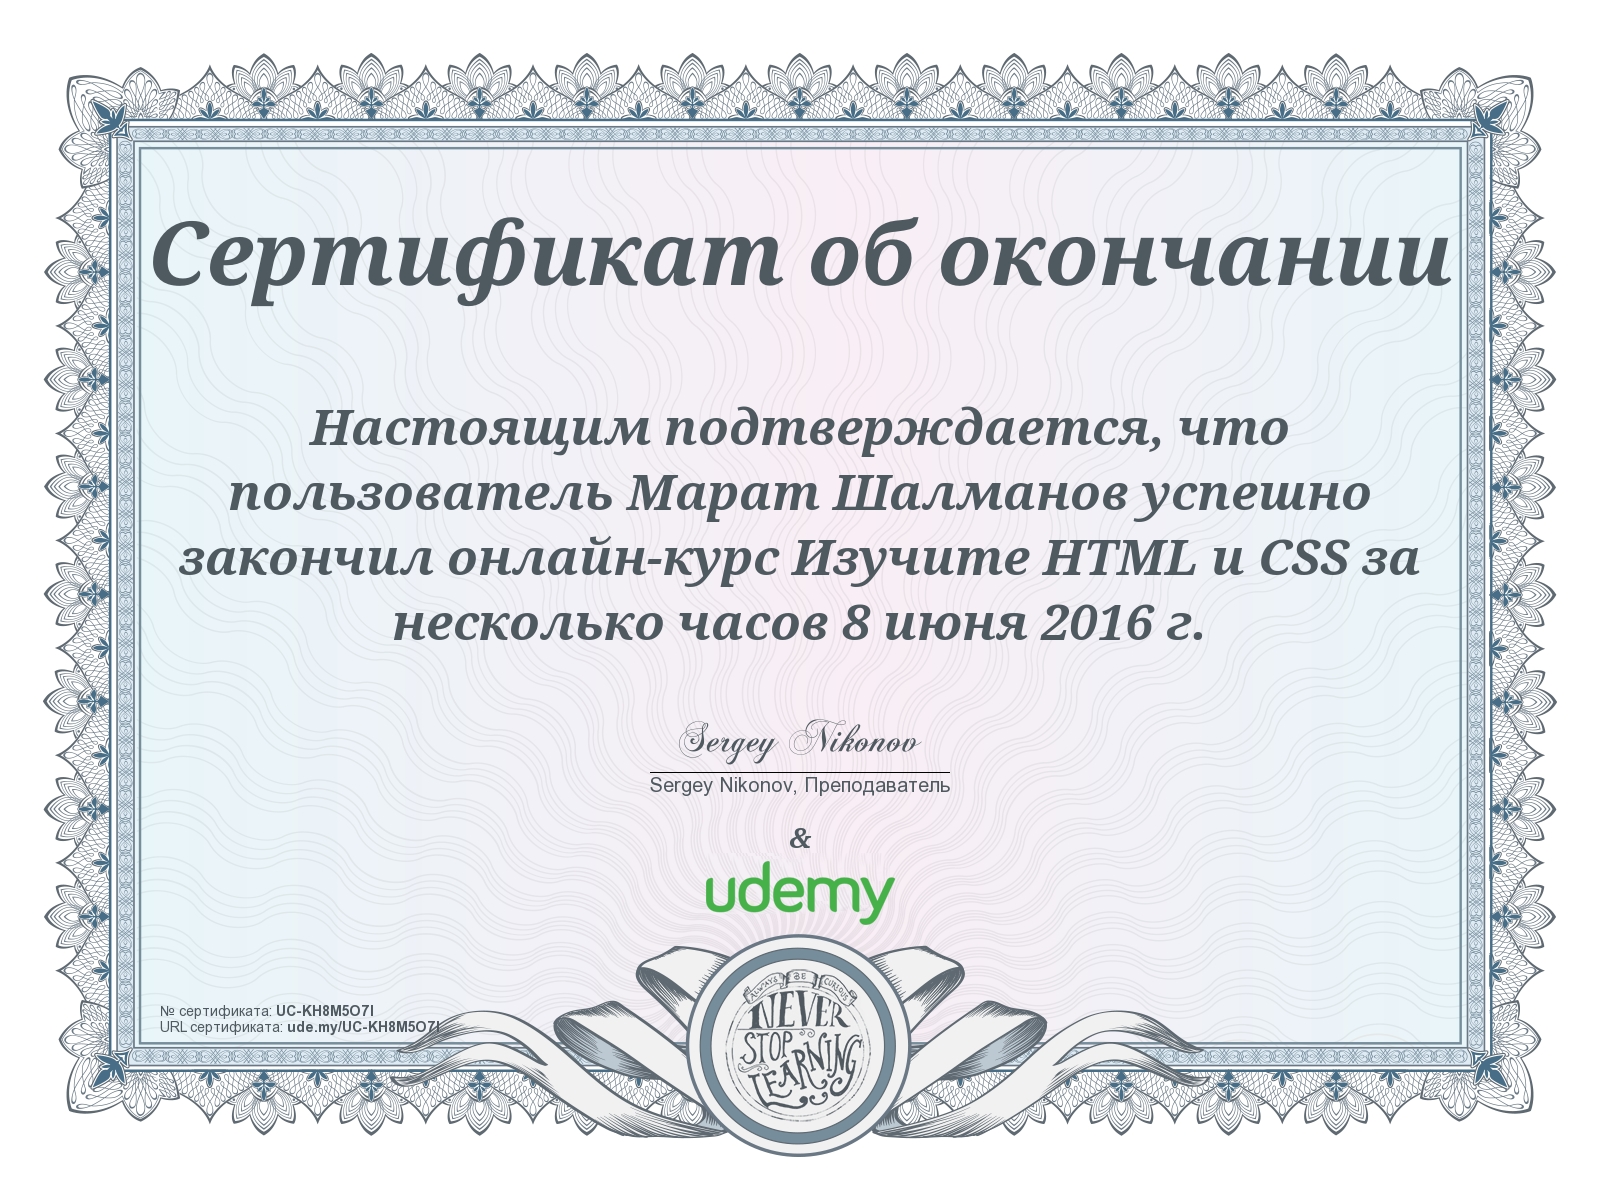 Сертификат об окончании
Настоящим подтверждается, что
пользователь Марат Шалманов успешно
закончил онлайн-курс Изучите HTML и CSS за
несколько часов 8 июня 2016 г.
Sergey Nikonov
Sergey Nikonov, Преподаватель
&
udemy
№ сертификата: UC-KH8M5O7I
URL сертификата: ude.my/UC-KH8M5O7I
ALWAYS BE CURIOUS
NEVER
STOP
LEARNING